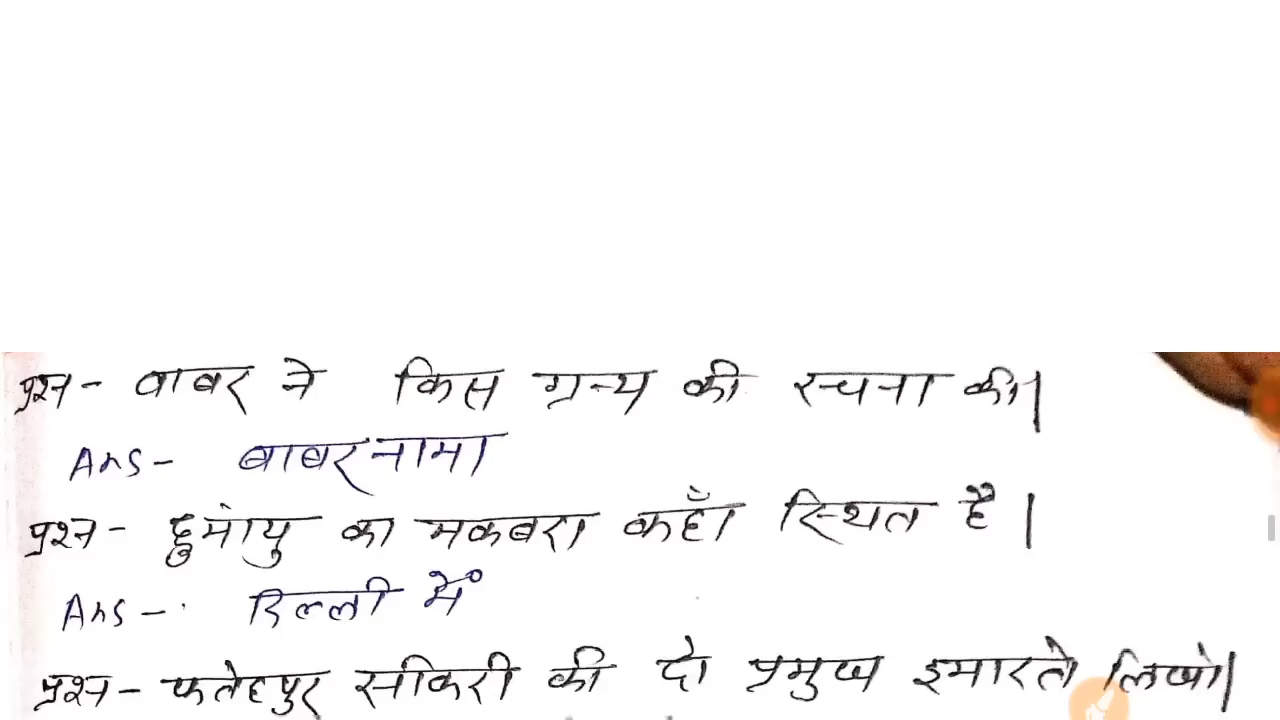 प्रश्न - बाबर ने किस ग्रन्थ की रचना की।
Ans - बाबरनामा
प्रश्न - हुमांयु का मकबरा कहाँ स्थित है।
Ans - दिल्ली में
प्रश्न - फतेहपुर सीकरी की दो प्रमुख इमारते लिखो।